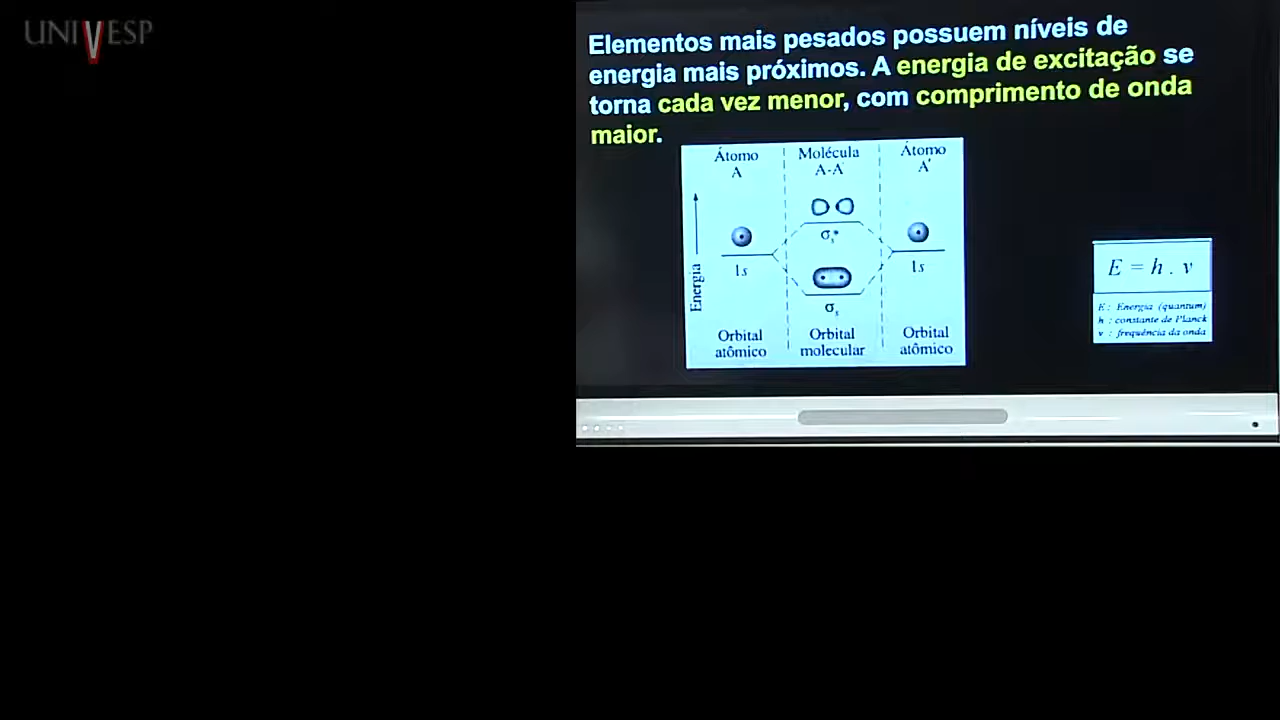 UNIVESP
Elementos mais pesados possuem níveis de
energia mais próximos. A energia de excitação se
torna cada vez menor, com comprimento de onda
maior.
Átomo
A
Molécula
A-A'
Átomo
A'
Energia
1s
σs*
1s
σs
Orbital
atômico
Orbital
molecular
Orbital
atômico
E = h . ν
E : Energia (quantum)
h : constante de Planck
ν : frequência da onda